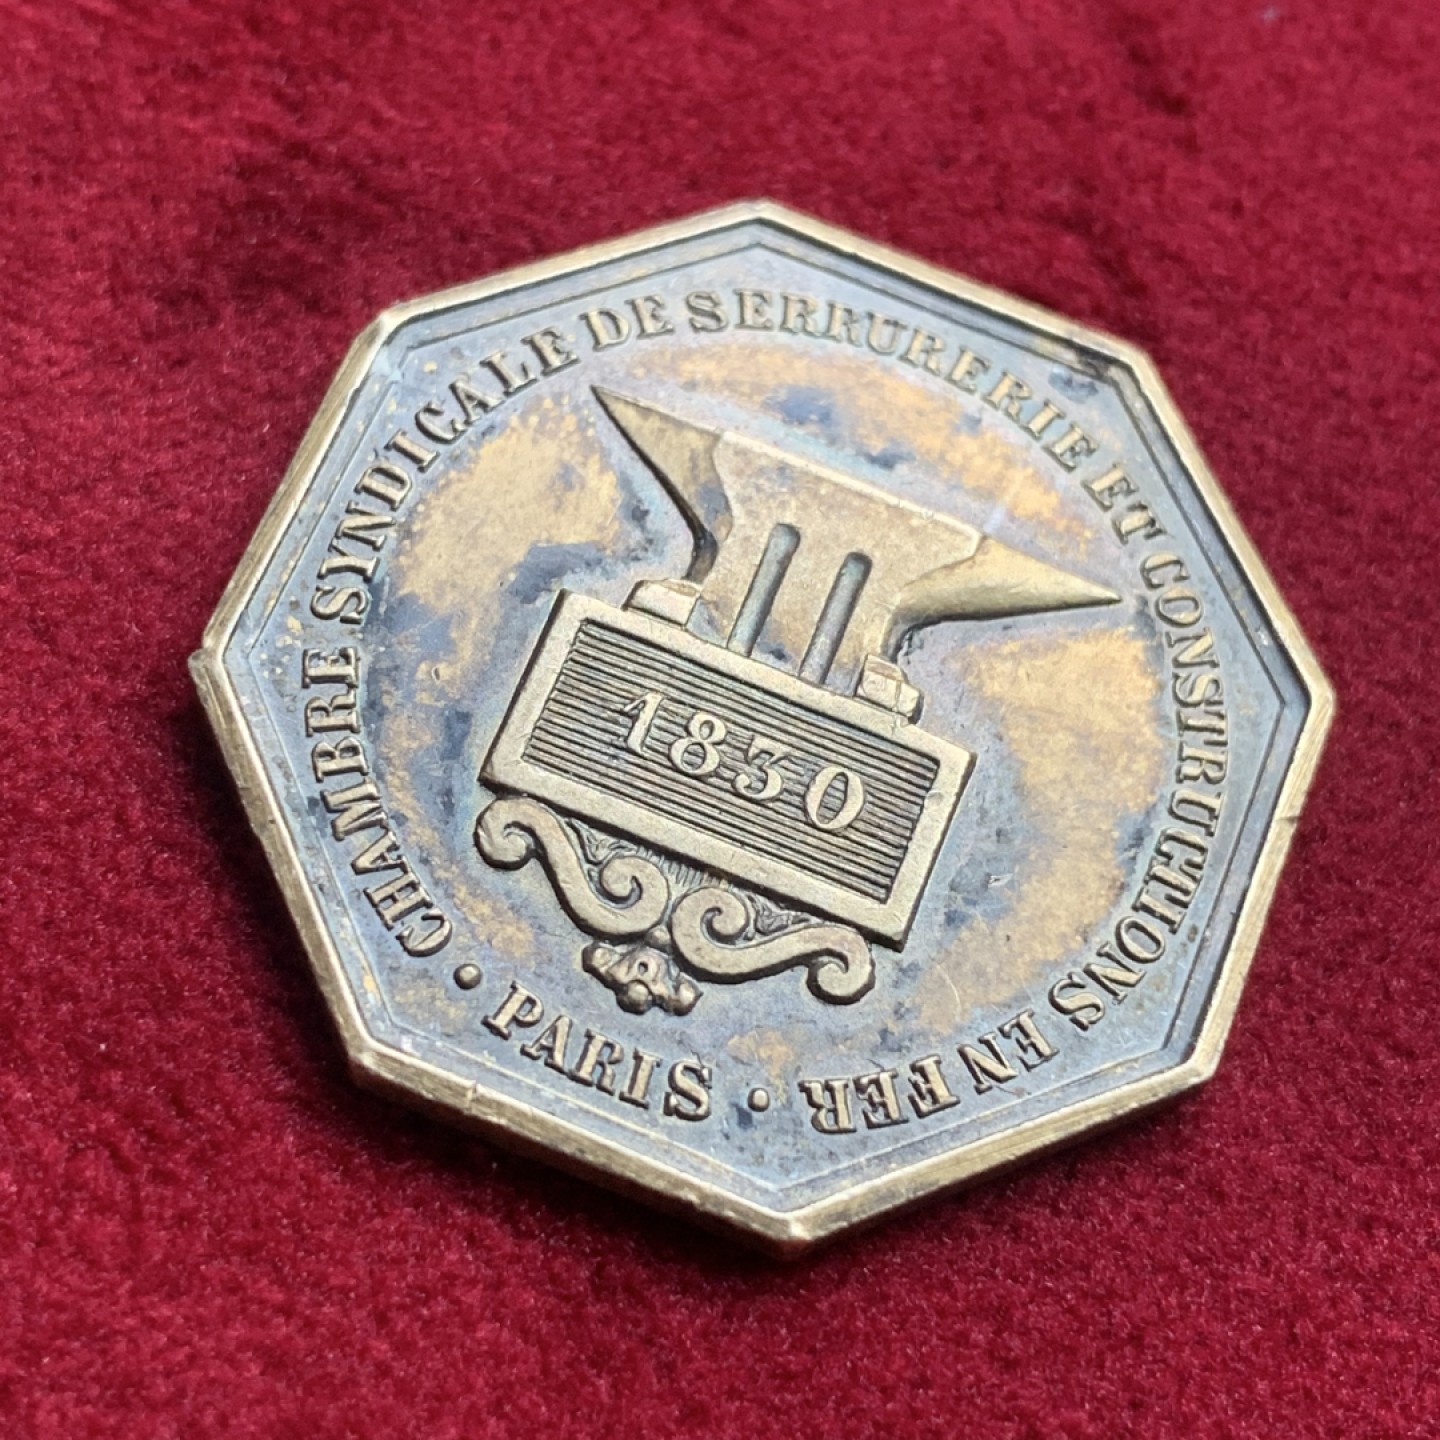 CHAMBRE SYNDICALE DE SERRURERIE ET CONSTRUCTIONS EN FER
1830
• PARIS •